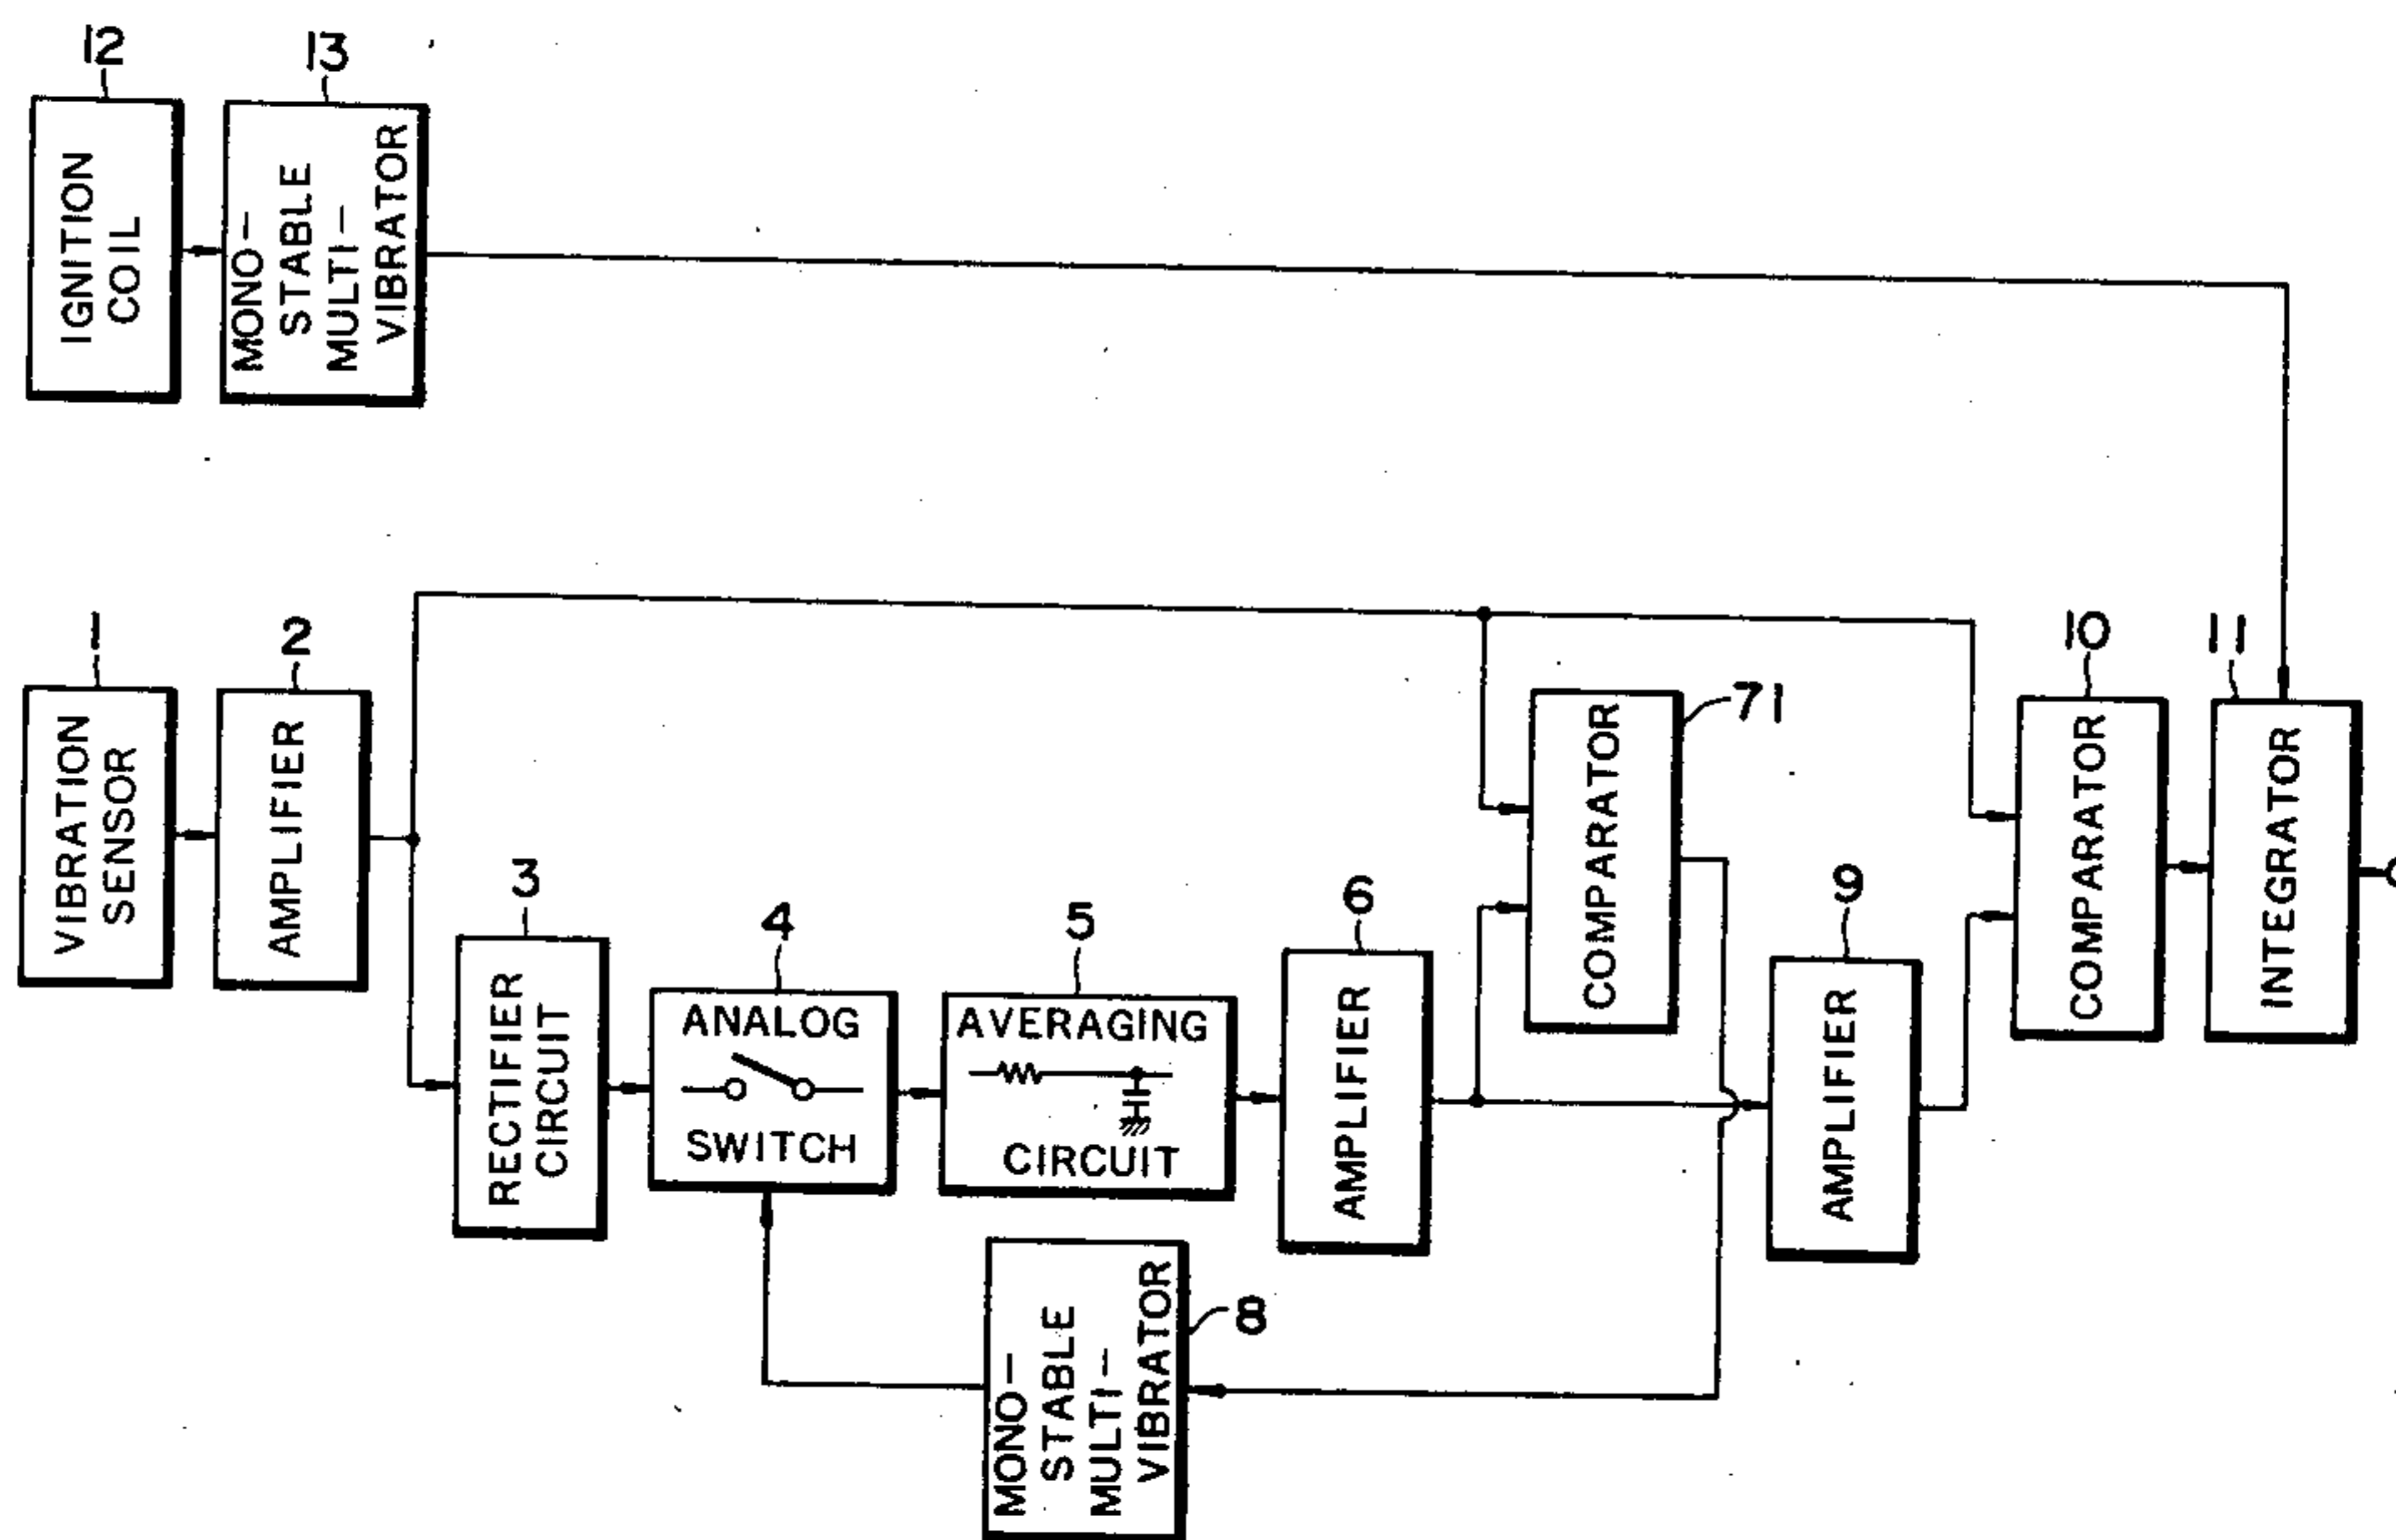 12
IGNITION
COIL
13
MONO-
STABLE
MULTI-
VIBRATOR
1
VIBRATION
SENSOR
2
AMPLIFIER
3
RECTIFIER
CIRCUIT
4
ANALOG
SWITCH
5
AVERAGING
CIRCUIT
6
AMPLIFIER
71
COMPARATOR
8
MONO-
STABLE
MULTI-
VIBRATOR
9
AMPLIFIER
10
COMPARATOR
11
INTEGRATOR